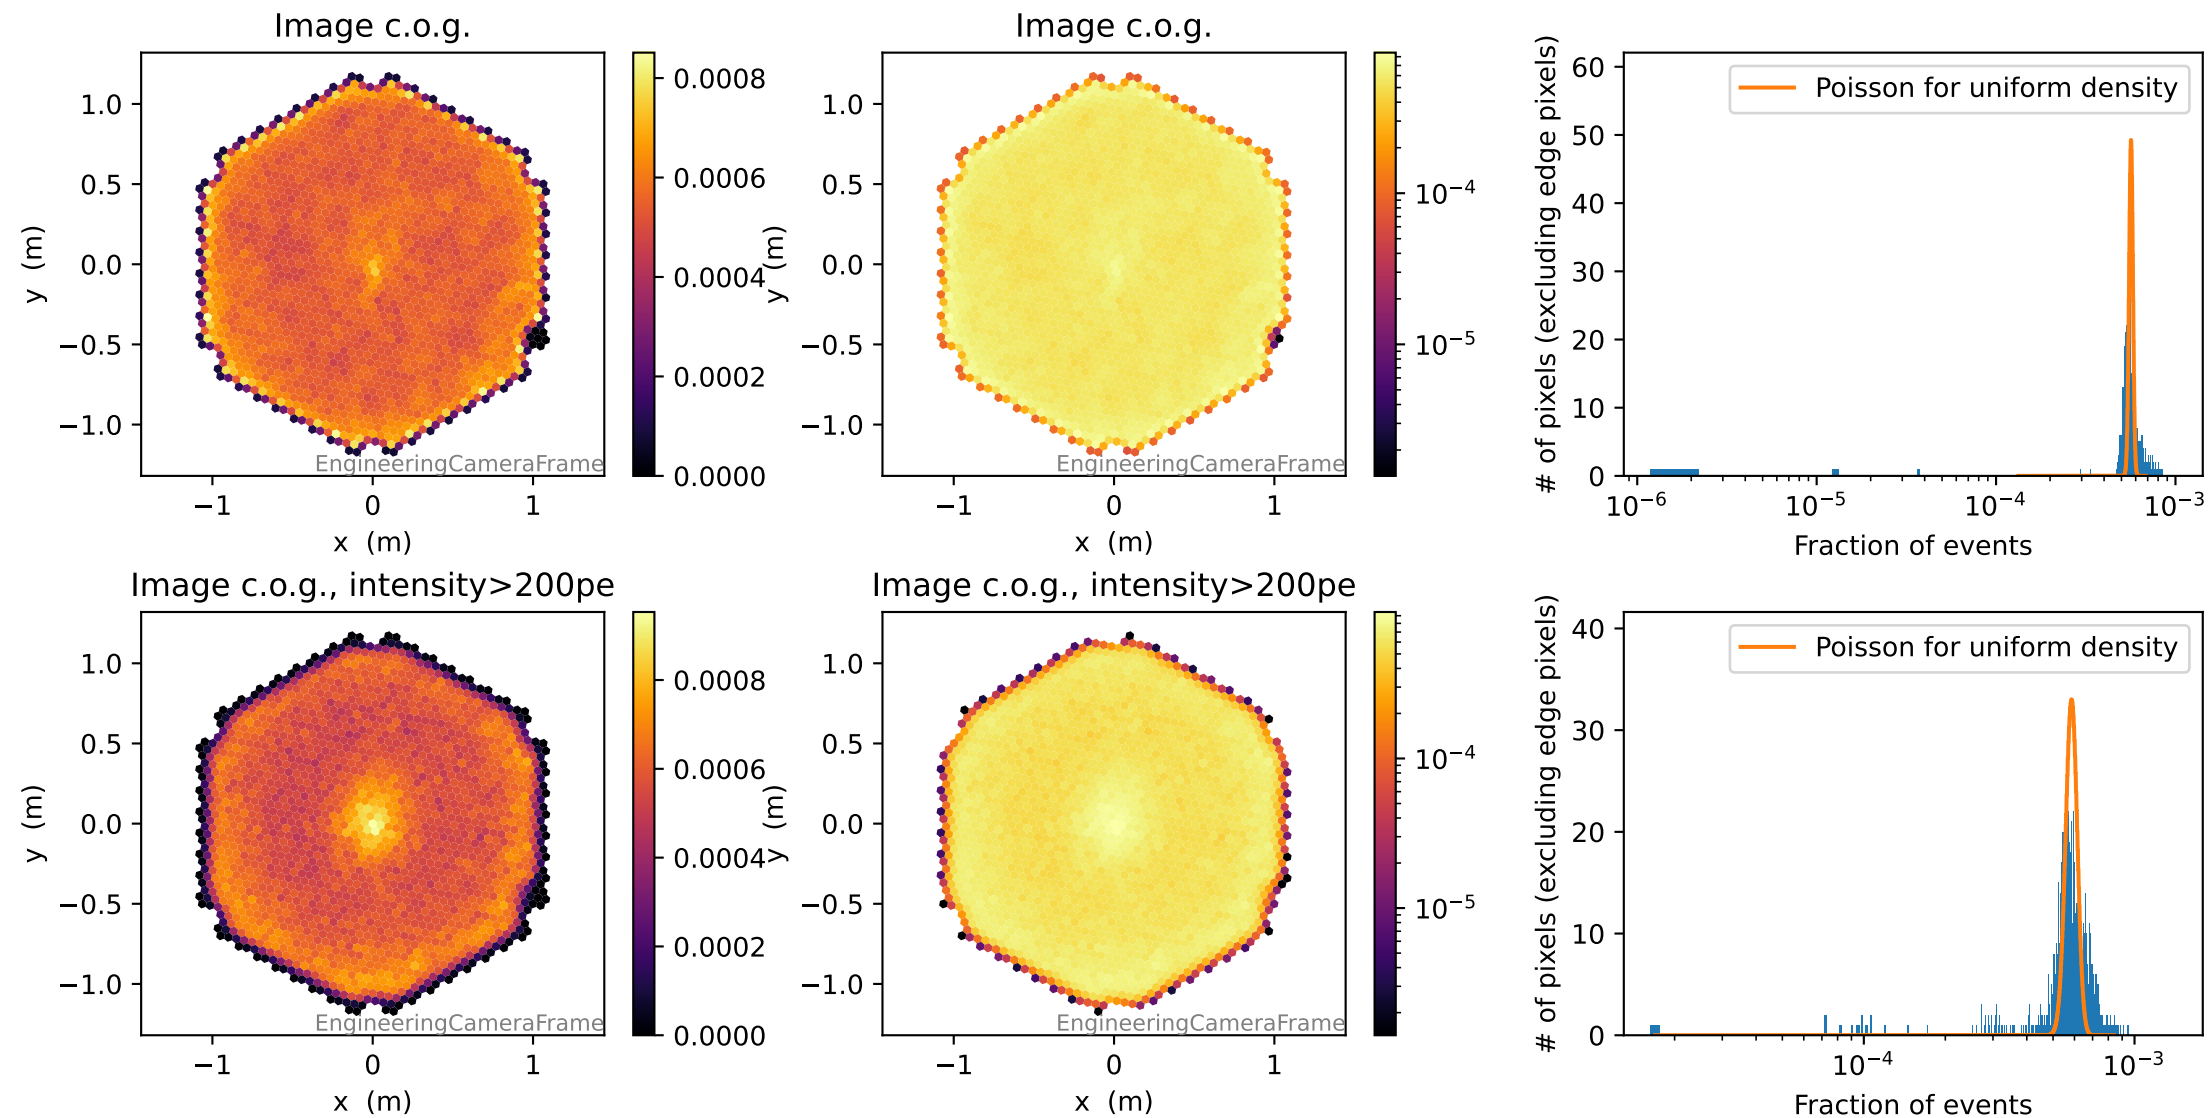 Image c.o.g.
1.0
0.5
0.0
−0.5
−1.0
y (m)
−1
0
1
x (m)
EngineeringCameraFrame
0.0008
0.0006
0.0004
0.0002
0.0000
Image c.o.g.
1.0
0.5
0.0
−0.5
−1.0
y (m)
−1
0
1
x (m)
EngineeringCameraFrame
10⁻⁴
10⁻⁵
# of pixels (excluding edge pixels)
60
50
40
30
20
10
0
Poisson for uniform density
10⁻⁶
10⁻⁵
10⁻⁴
10⁻³
Fraction of events
Image c.o.g., intensity>200pe
1.0
0.5
0.0
−0.5
−1.0
y (m)
−1
0
1
x (m)
EngineeringCameraFrame
0.0008
0.0006
0.0004
0.0002
0.0000
Image c.o.g., intensity>200pe
1.0
0.5
0.0
−0.5
−1.0
y (m)
−1
0
1
x (m)
EngineeringCameraFrame
10⁻⁴
10⁻⁵
# of pixels (excluding edge pixels)
40
30
20
10
0
Poisson for uniform density
10⁻⁴
10⁻³
Fraction of events